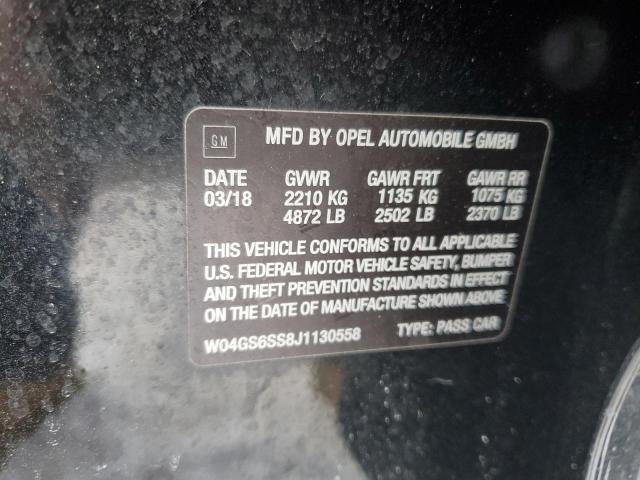 GM MFD BY OPEL AUTOMOBILE GMBH
DATE GVWR GAWR FRT GAWR RR
03/18 2210 KG 1135 KG 1075 KG
4872 LB 2502 LB 2370 LB
THIS VEHICLE CONFORMS TO ALL APPLICABLE
U.S. FEDERAL MOTOR VEHICLE SAFETY, BUMPER
AND THEFT PREVENTION STANDARDS IN EFFECT
ON THE DATE OF MANUFACTURE SHOWN ABOVE
W04GS6SS8J1130558 TYPE: PASS CAR